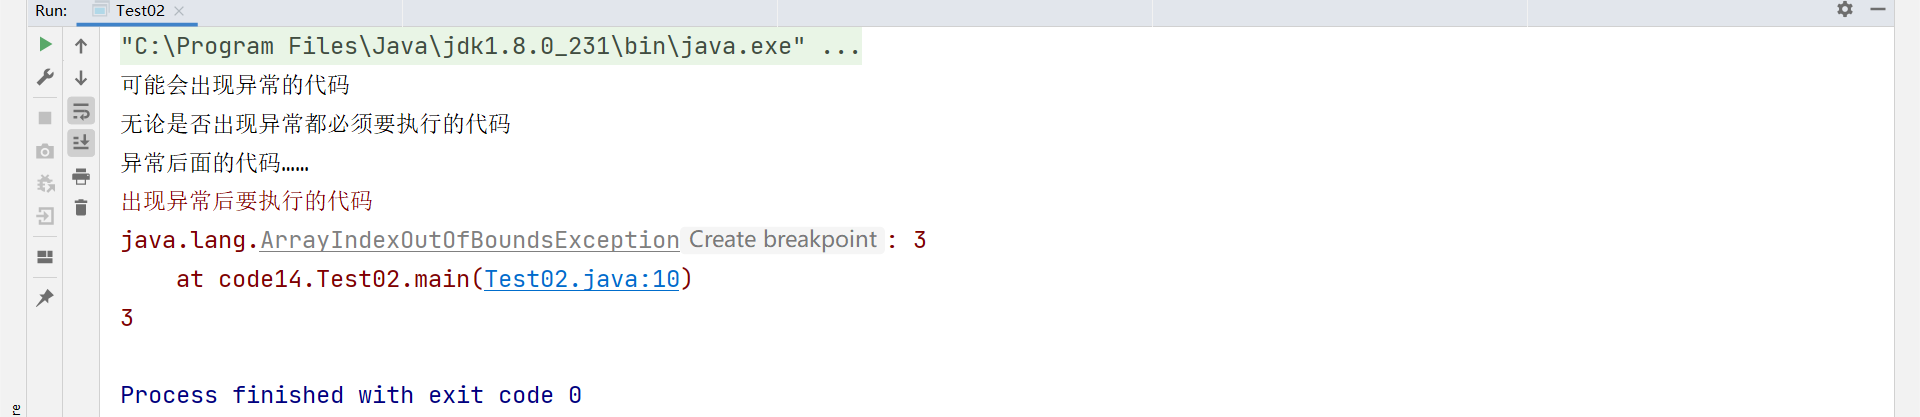 Run: Test02
"C:\Program Files\Java\jdk1.8.0_231\bin\java.exe" ...
可能会出现异常的代码
无论是否出现异常都必须要执行的代码
异常后面的代码……
出现异常后要执行的代码
java.lang.ArrayIndexOutOfBoundsException Create breakpoint : 3
at code14.Test02.main(Test02.java:10)
3
Process finished with exit code 0
re